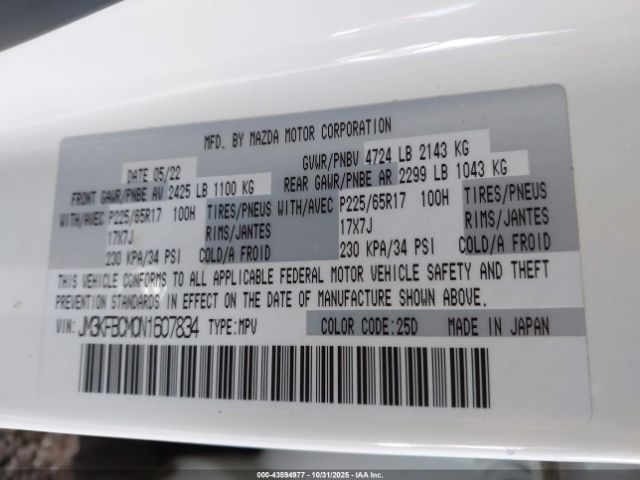 MFD. BY MAZDA MOTOR CORPORATION
DATE 05/22 GVWR/PNBV 4724 LB 2143 KG
FRONT GAWR/PNBE AV 2425 LB 1100 KG REAR GAWR/PNBE AR 2299 LB 1043 KG
WITH/AVEC P225/65R17 100H TIRES/PNEUS WITH/AVEC P225/65R17 100H TIRES/PNEUS
17X7J RIMS/JANTES 17X7J RIMS/JANTES
230 KPA/34 PSI COLD/A FROID 230 KPA/34 PSI COLD/A FROID
THIS VEHICLE CONFORMS TO ALL APPLICABLE FEDERAL MOTOR VEHICLE SAFETY AND THEFT
PREVENTION STANDARDS IN EFFECT ON THE DATE OF MANUFACTURE SHOWN ABOVE.
VIN: JM3KFBCM0N1607834 TYPE:MPV COLOR CODE:25D MADE IN JAPAN
000-43594977 - 10/31/2025 - COPYRIGHT IAA, LLC.